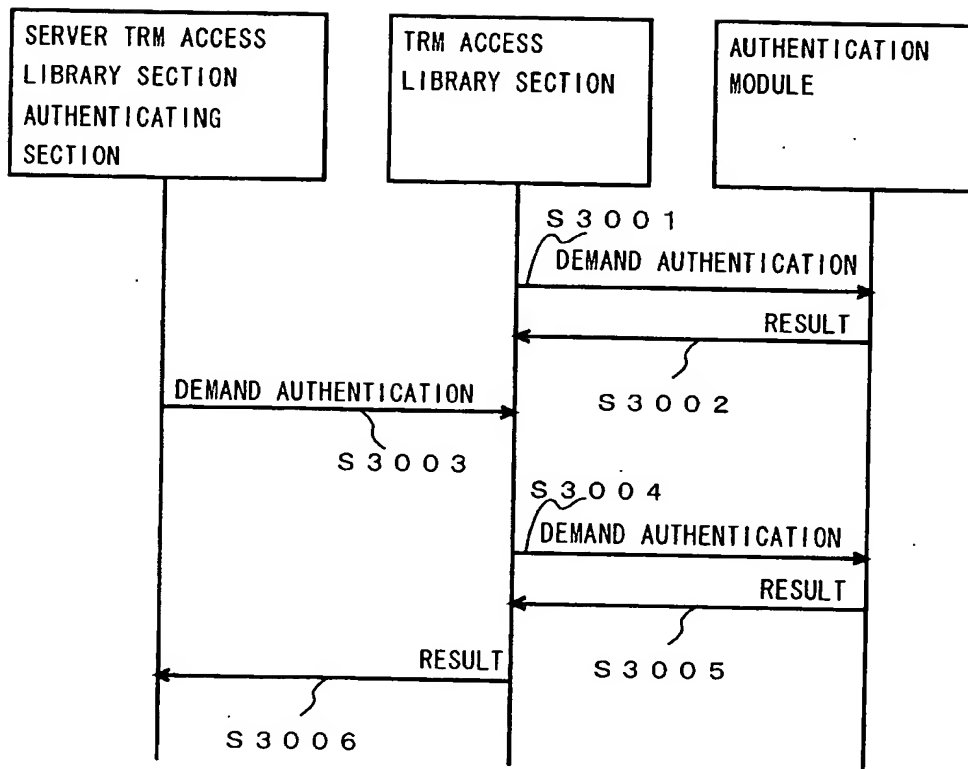 SERVER TRM ACCESS
LIBRARY SECTION
AUTHENTICATING
SECTION
TRM ACCESS
LIBRARY SECTION
AUTHENTICATION
MODULE
S3001
DEMAND AUTHENTICATION
RESULT
S3002
DEMAND AUTHENTICATION
S3003
S3004
DEMAND AUTHENTICATION
RESULT
S3005
RESULT
S3006